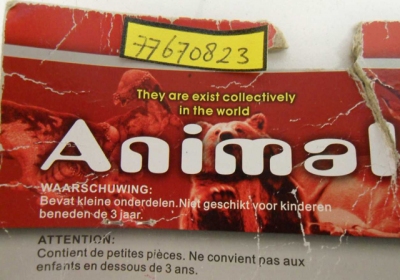 77670823
They are exist collectively
in the world
Animal
WAARSCHUWING:
Bevat kleine onderdelen.Niet geschikt voor kinderen
beneden de 3 jaar.
ATTENTION:
Contient de petites pièces. Ne convient pas aux
enfants en dessous de 3 ans.